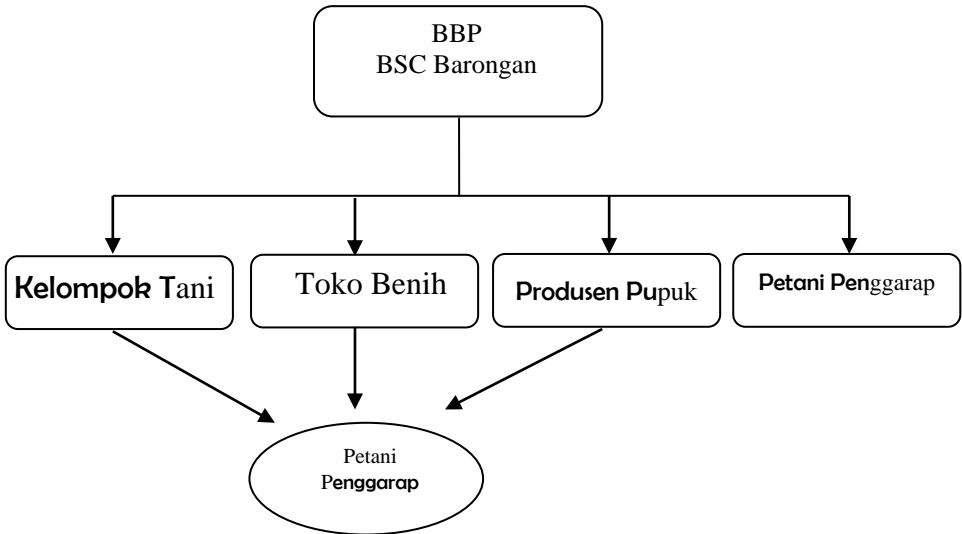 BBP
BSC Barongan
Kelompok Tani
Toko Benih
Produsen Pupuk
Petani Penggarap
Petani
Penggarap